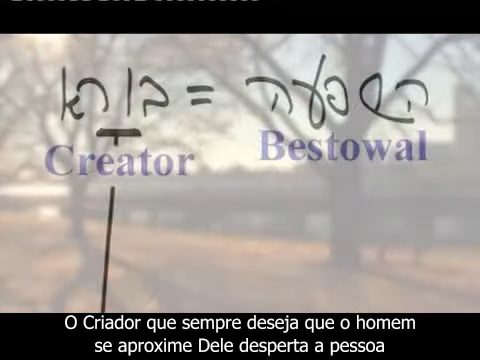 השפעה = בורא
Creator Bestowal
O Criador que sempre deseja que o homem
se aproxime Dele desperta a pessoa